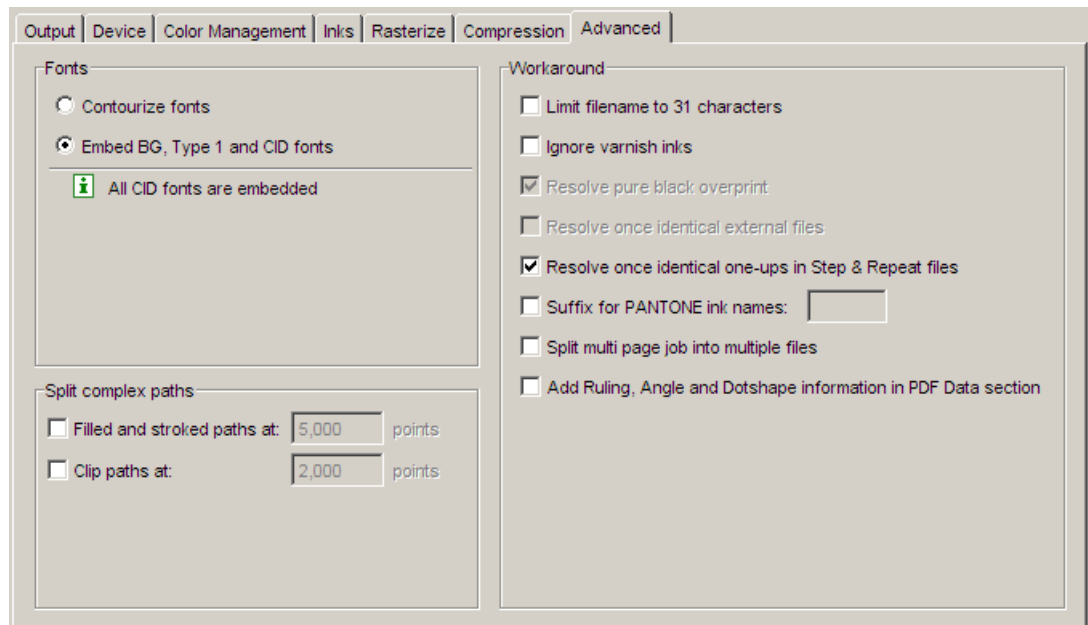 Output Device Color Management Inks Rasterize Compression Advanced
Fonts
Contourize fonts
Embed BG, Type 1 and CID fonts
All CID fonts are embedded
Split complex paths
Filled and stroked paths at: 5,000 points
Clip paths at: 2,000 points
Workaround
Limit filename to 31 characters
Ignore varnish inks
Resolve pure black overprint
Resolve once identical external files
Resolve once identical one-ups in Step & Repeat files
Suffix for PANTONE ink names:
Split multi page job into multiple files
Add Ruling, Angle and Dotshape information in PDF Data section